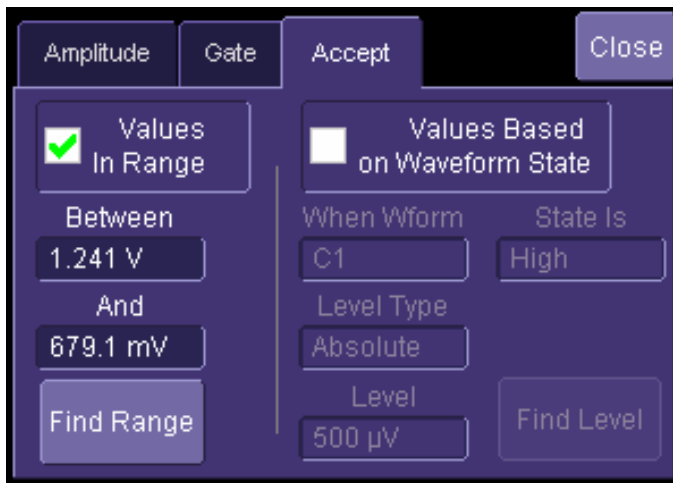 Amplitude
Gate
Accept
Close
Values
In Range
Between
1.241 V
And
679.1 mV
Find Range
Values Based
on Waveform State
When Wform
State Is
C1
High
Level Type
Absolute
Level
500 µV
Find Level